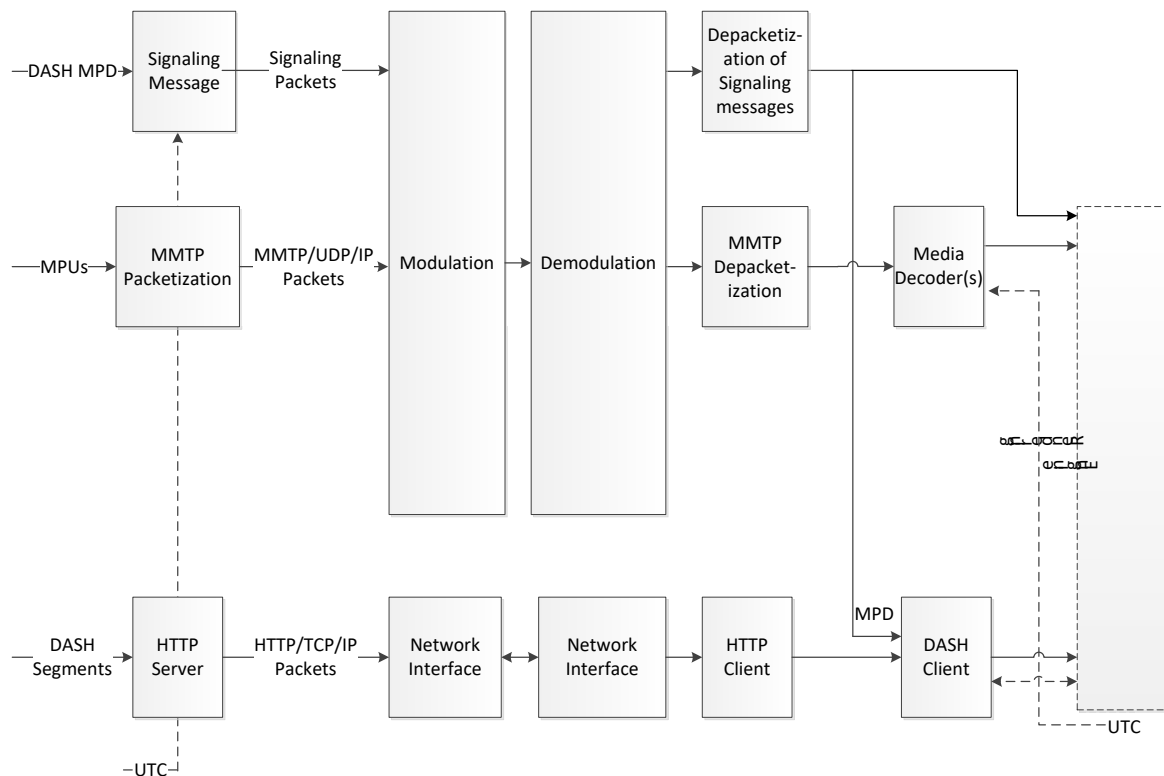 DASH MPD
Signaling
Message
Signaling
Packets
Depacketiz-
ation of
Signaling
messages
MPUs
MMTP
Packetization
MMTP/UDP/IP
Packets
Modulation
Demodulation
MMTP
Depacket-
ization
Media
Decoder(s)
DASH
Segments
HTTP
Server
HTTP/TCP/IP
Packets
Network
Interface
Network
Interface
HTTP
Client
MPD
DASH
Client
UTC
UTC